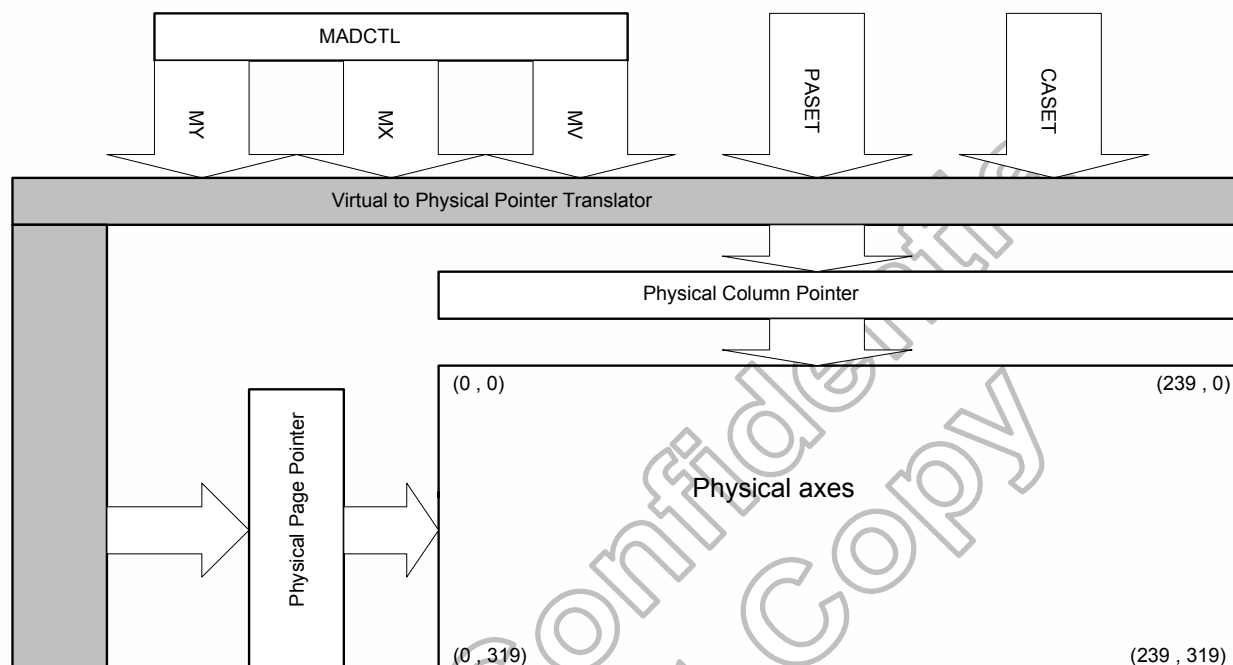 MADCTL
MY
MX
MV
PASET
CASET
Virtual to Physical Pointer Translator
Physical Column Pointer
(0 , 0)
(239 , 0)
Physical Page Pointer
Physical axes
(0 , 319)
(239 , 319)
Copy